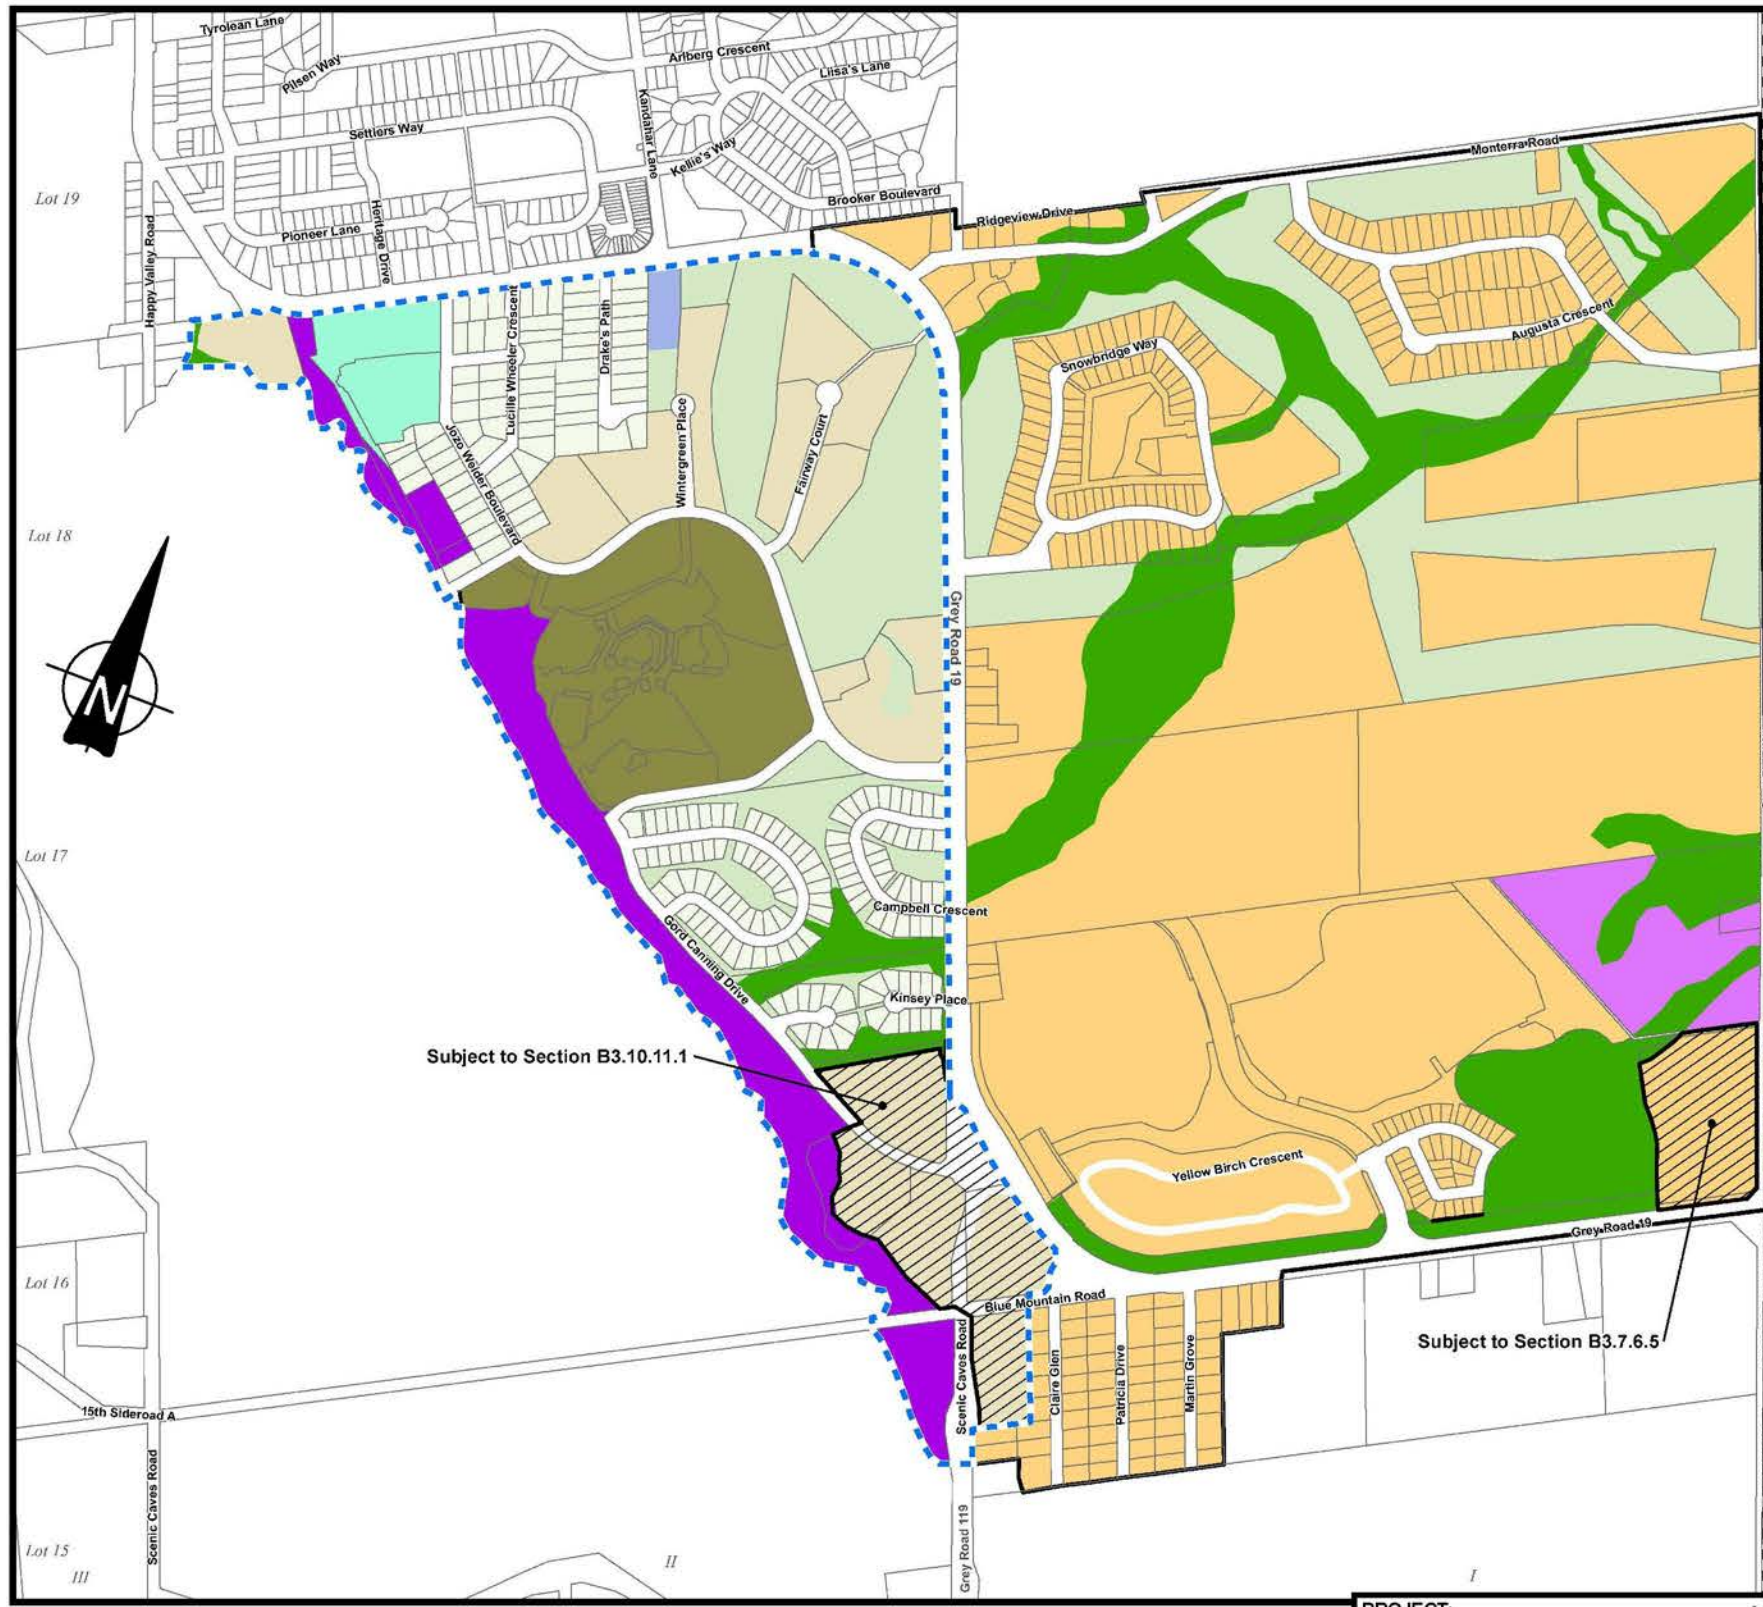 Tyrolean Lane
Pilsen Way
Arlberg Crescent
Liisa's Lane
Settlers Way
Kandahar Lane
Kellie's Way
Monterra Road
Lot 19
Brooker Boulevard
Heritage Drive
Pioneer Lane
Ridgeview Drive
Happy Valley Road
Lucille Wheeler Crescent
Drake's Path
Augusta Crescent
Snowbridge Way
Wintergreen Place
Fairway Court
Jozo Weider Boulevard
Lot 18
N
Grey Road 19
Lot 17
Campbell Crescent
Gord Canning Drive
Kinsey Place
Subject to Section B3.10.11.1
Yellow Birch Crescent
Grey Road 19
Lot 16
Blue Mountain Road
Subject to Section B3.7.6.5
Claire Glen
Patricia Drive
Martin Grove
Scenic Caves Road
15th Sideroad A
Scenic Caves Road
Grey Road 119
Lot 15
III
II
I
PROJECT: